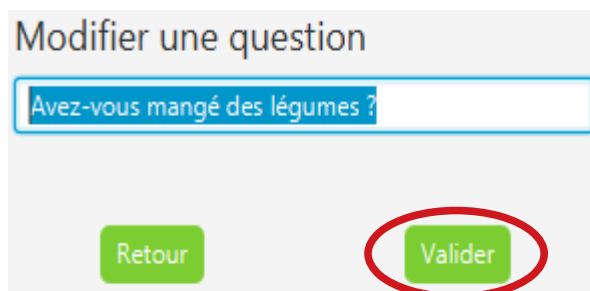 Modifier une question
Avez-vous mangé des légumes ?
Retour Valider